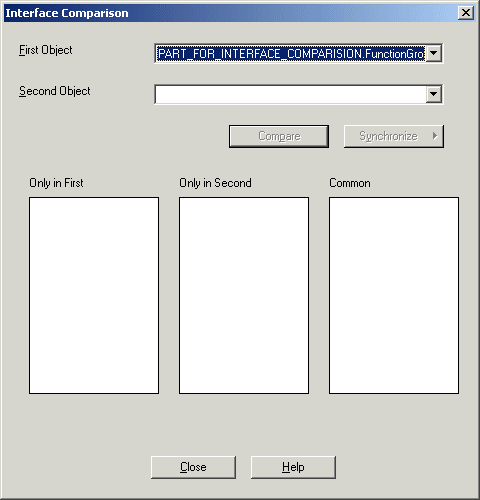 Interface Comparison
First Object
PART_FOR_INTERFACE_COMPARISION.FunctionGro
Second Object
Compare
Synchronize
Only in First
Only in Second
Common
Close
Help